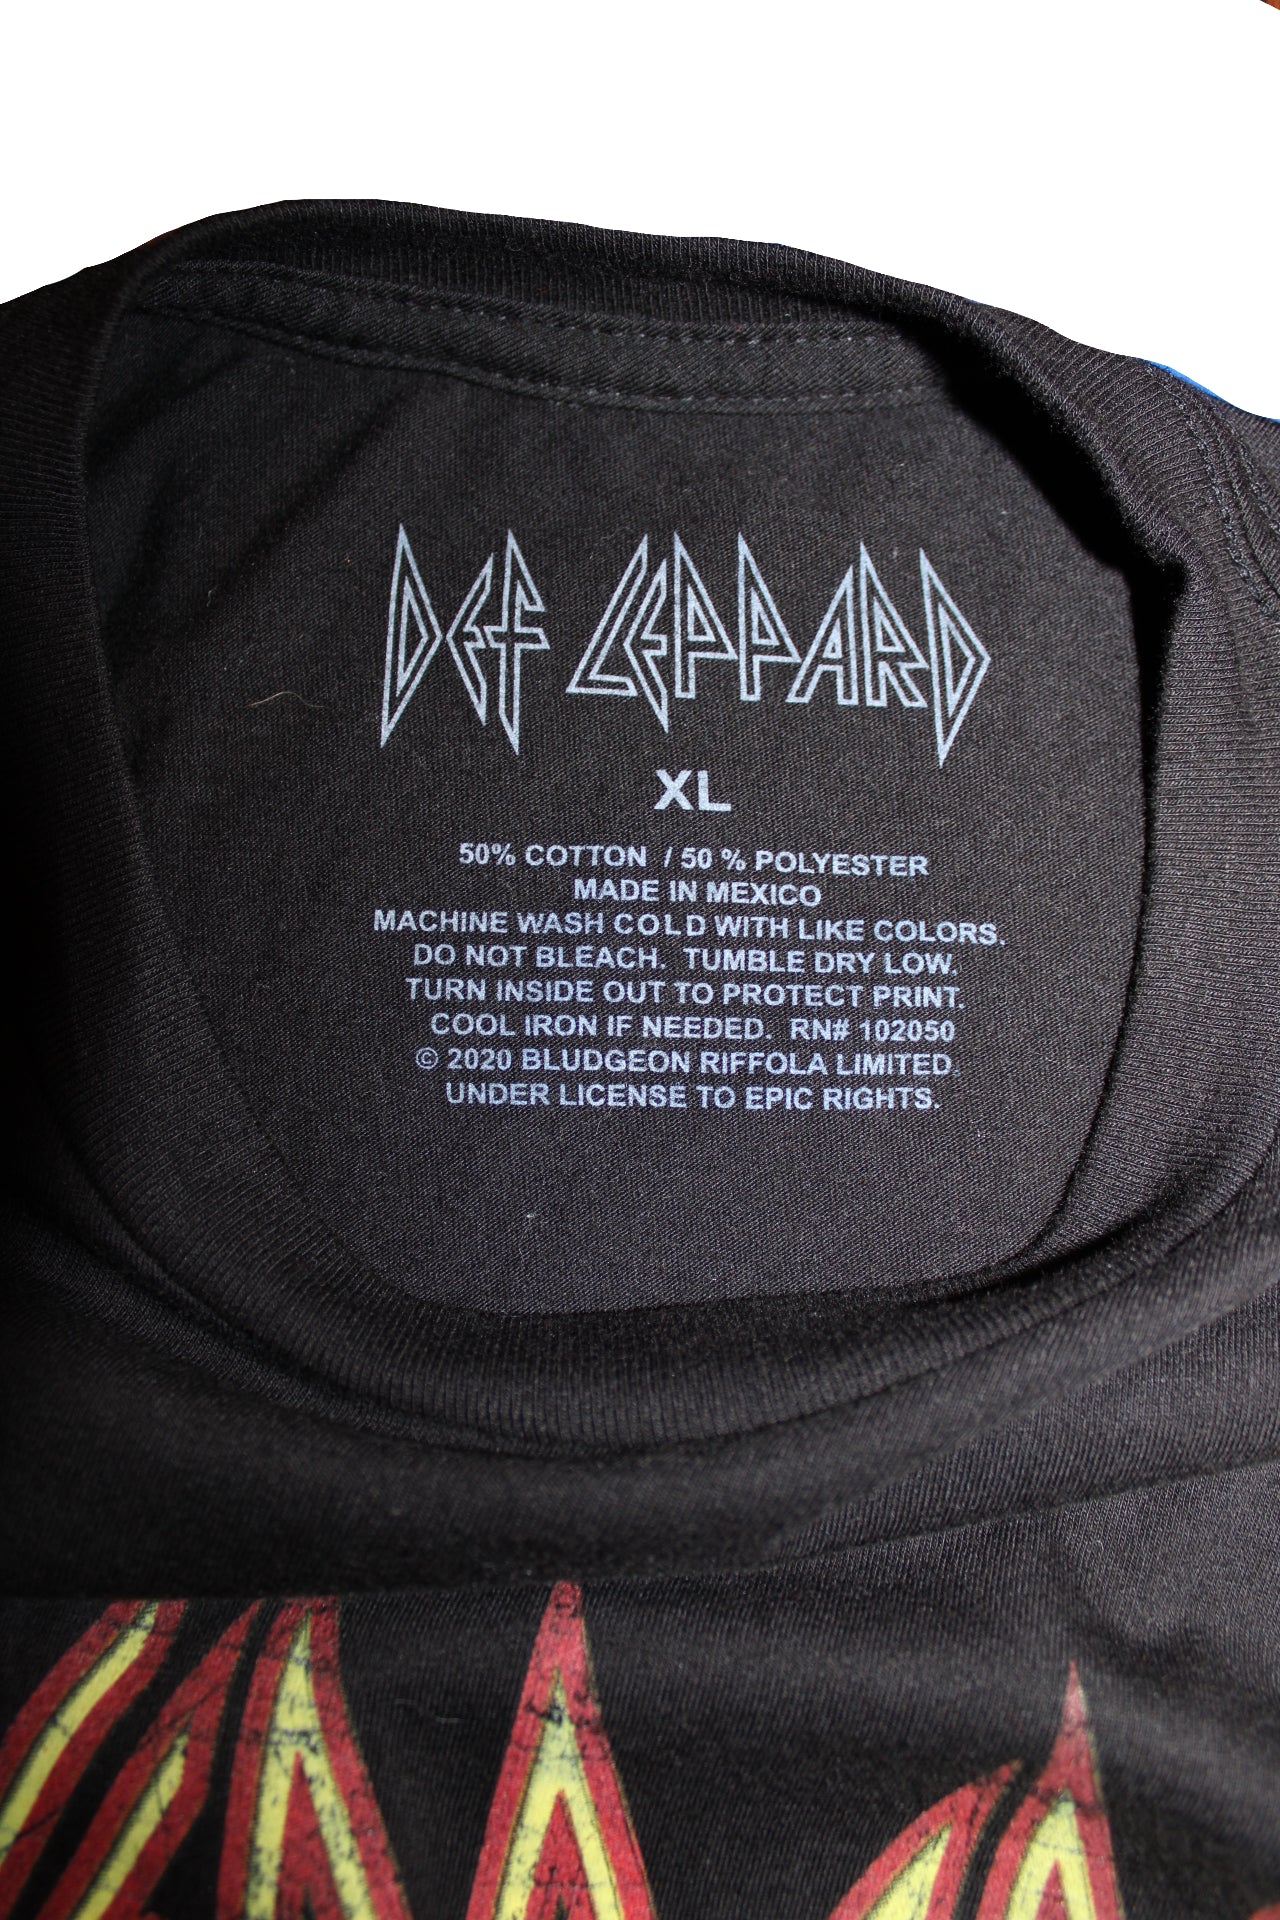 DEF LEPPARD
XL
50% COTTON / 50 % POLYESTER
MADE IN MEXICO
MACHINE WASH COLD WITH LIKE COLORS.
DO NOT BLEACH. TUMBLE DRY LOW.
TURN INSIDE OUT TO PROTECT PRINT.
COOL IRON IF NEEDED. RN# 102050
© 2020 BLUDGEON RIFFOLA LIMITED.
UNDER LICENSE TO EPIC RIGHTS.